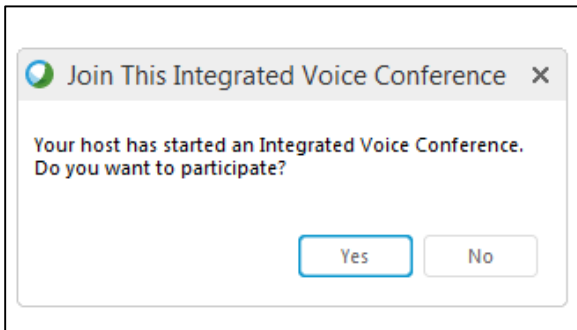 Join This Integrated Voice Conference
Your host has started an Integrated Voice Conference.
Do you want to participate?
Yes No